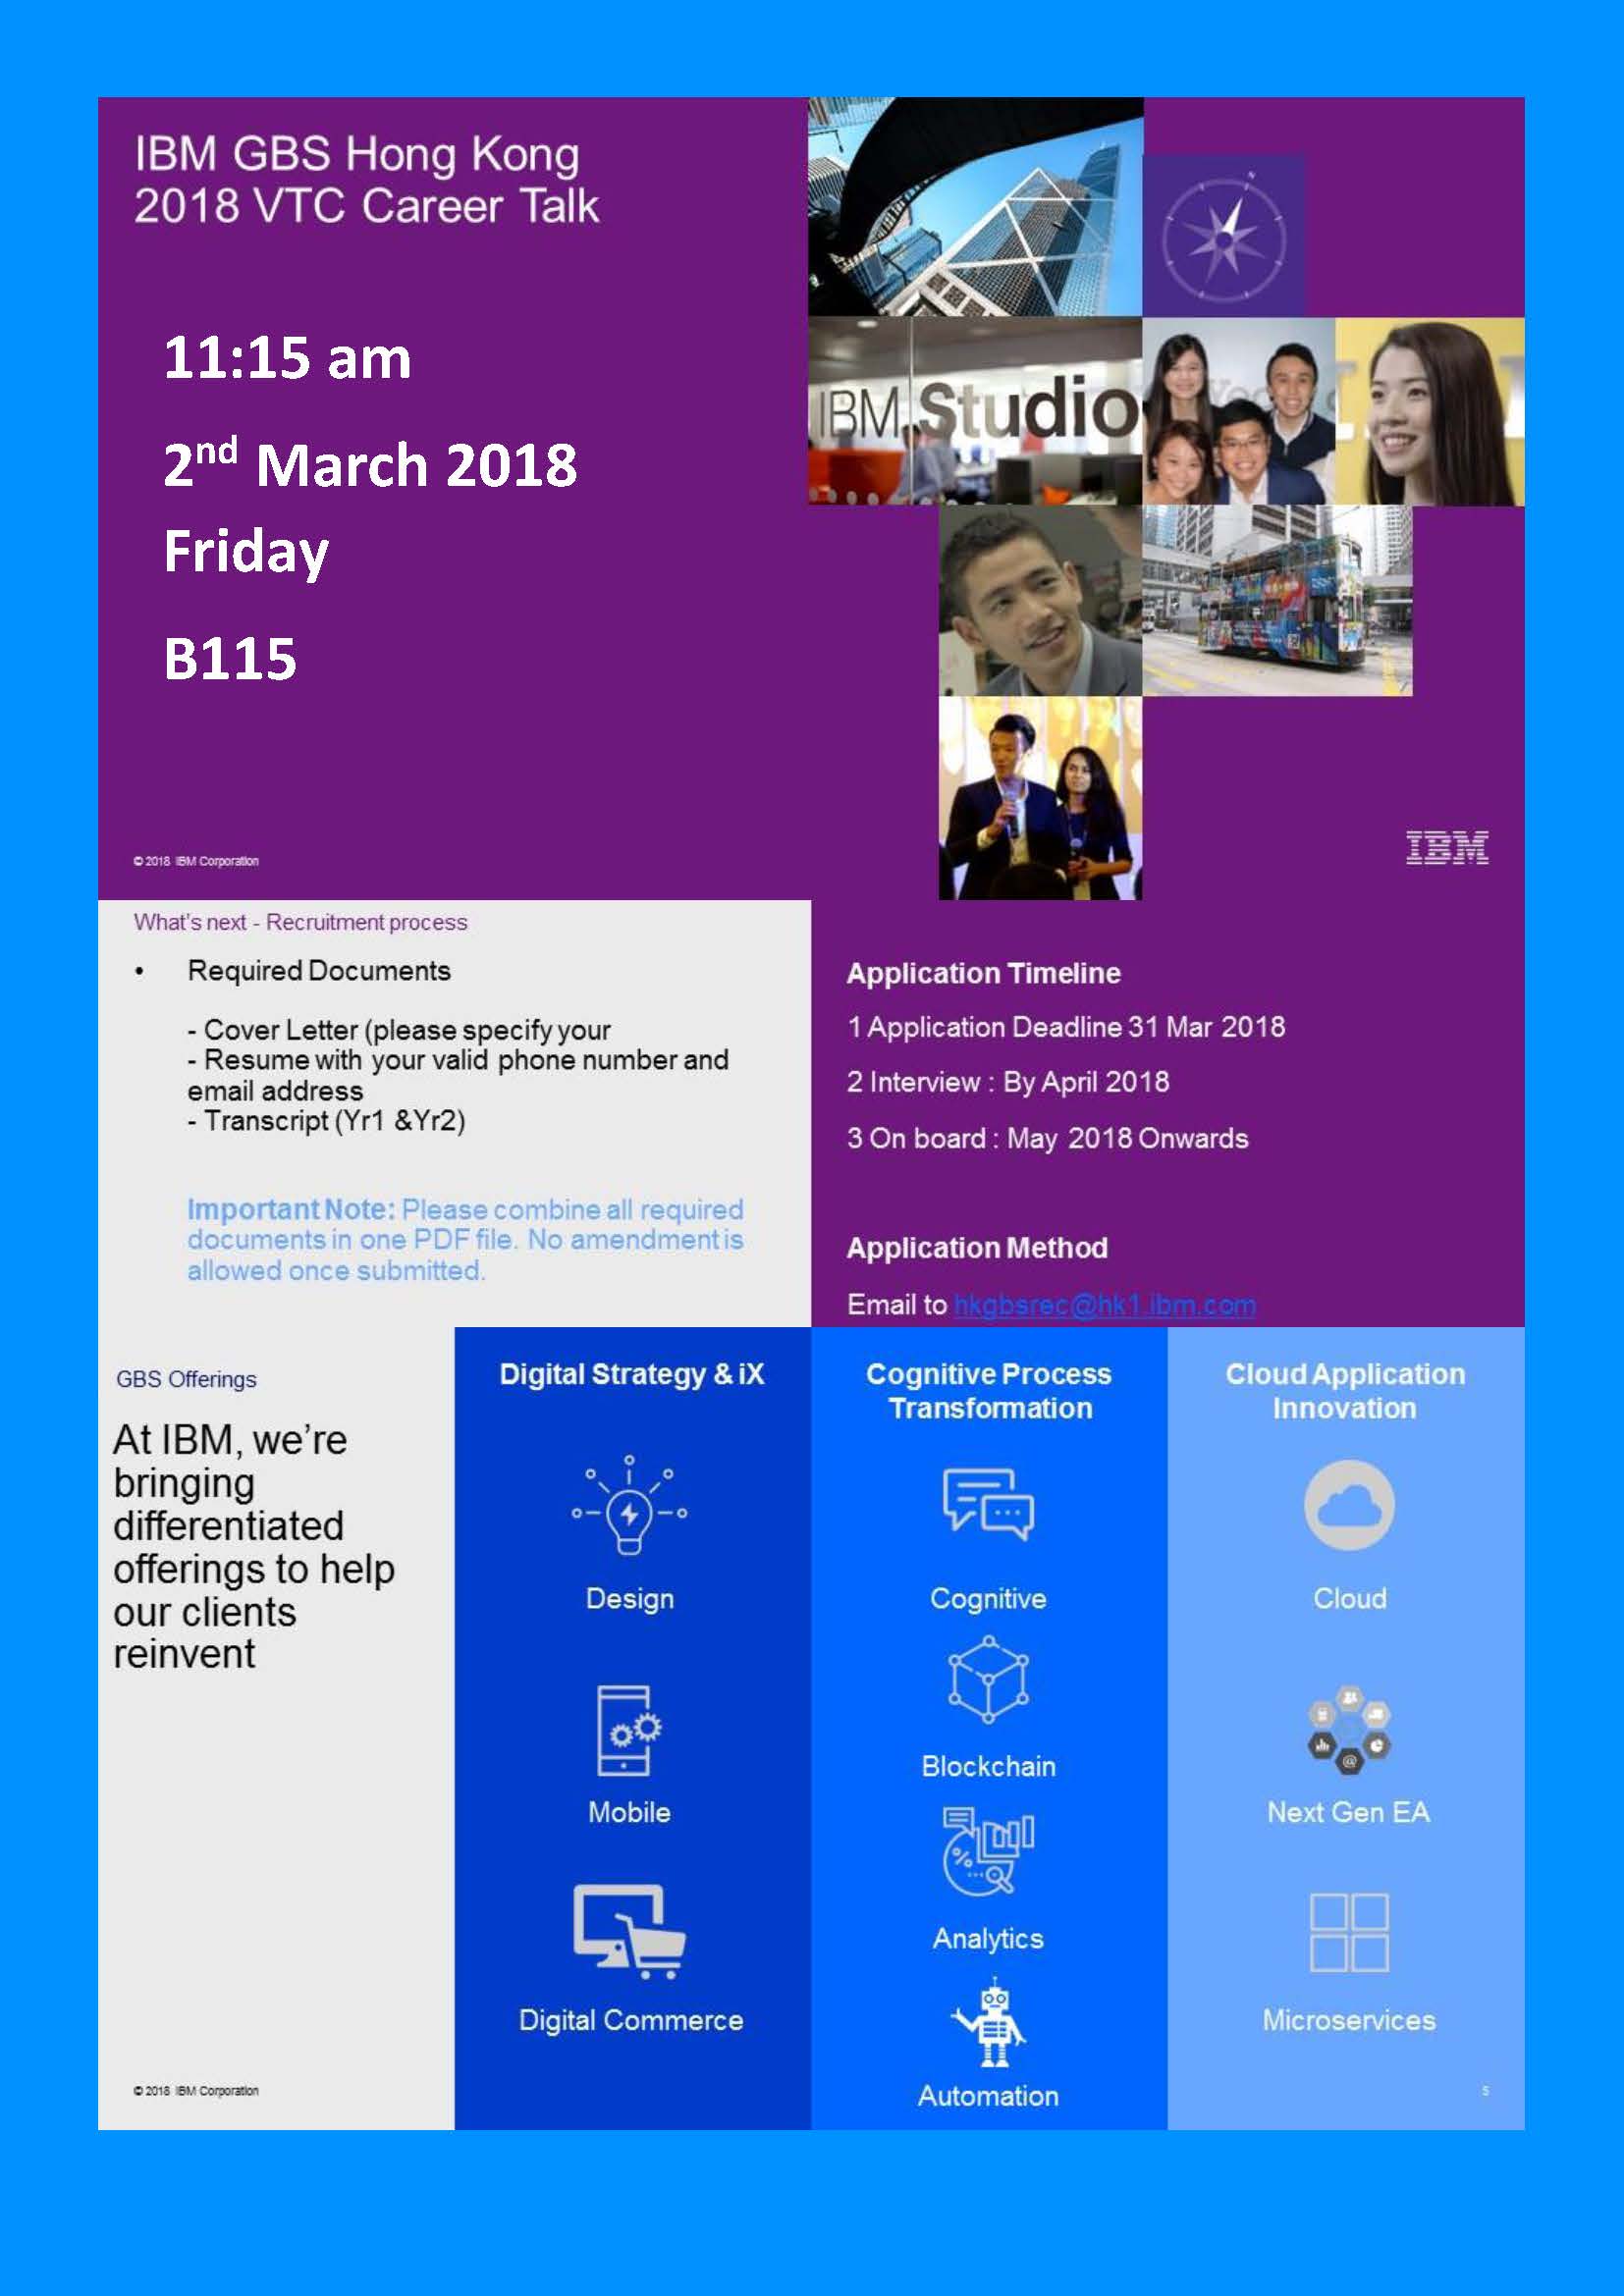 IBM GBS Hong Kong
2018 VTC Career Talk
11:15 am
2nd March 2018
Friday
B115
IBM Studio
IBM
© 2018 IBM Corporation
What's next - Recruitment process
• Required Documents
- Cover Letter (please specify your
- Resume with your valid phone number and
email address
- Transcript (Yr1 &Yr2)
Important Note: Please combine all required
documents in one PDF file. No amendment is
allowed once submitted.
Application Timeline
1 Application Deadline 31 Mar 2018
2 Interview : By April 2018
3 On board : May 2018 Onwards
Application Method
Email to hkgbsrec@hk1.ibm.com
GBS Offerings
At IBM, we're
bringing
differentiated
offerings to help
our clients
reinvent
Digital Strategy & iX
Design
Mobile
Digital Commerce
Cognitive Process
Transformation
Cognitive
Blockchain
Analytics
Automation
Cloud Application
Innovation
Cloud
Next Gen EA
Microservices
© 2018 IBM Corporation
5